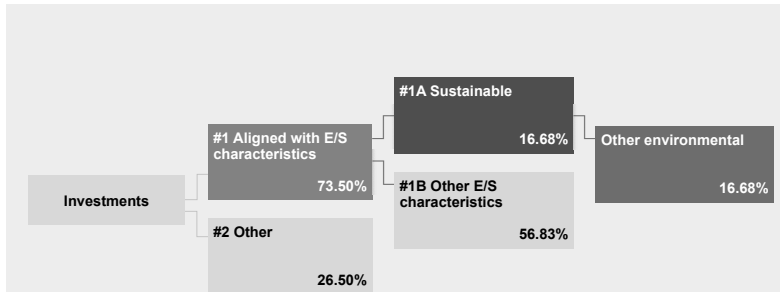 Investments
#1 Aligned with E/S
characteristics
73.50%
#2 Other
26.50%
#1A Sustainable
16.68%
#1B Other E/S
characteristics
56.83%
Other environmental
16.68%